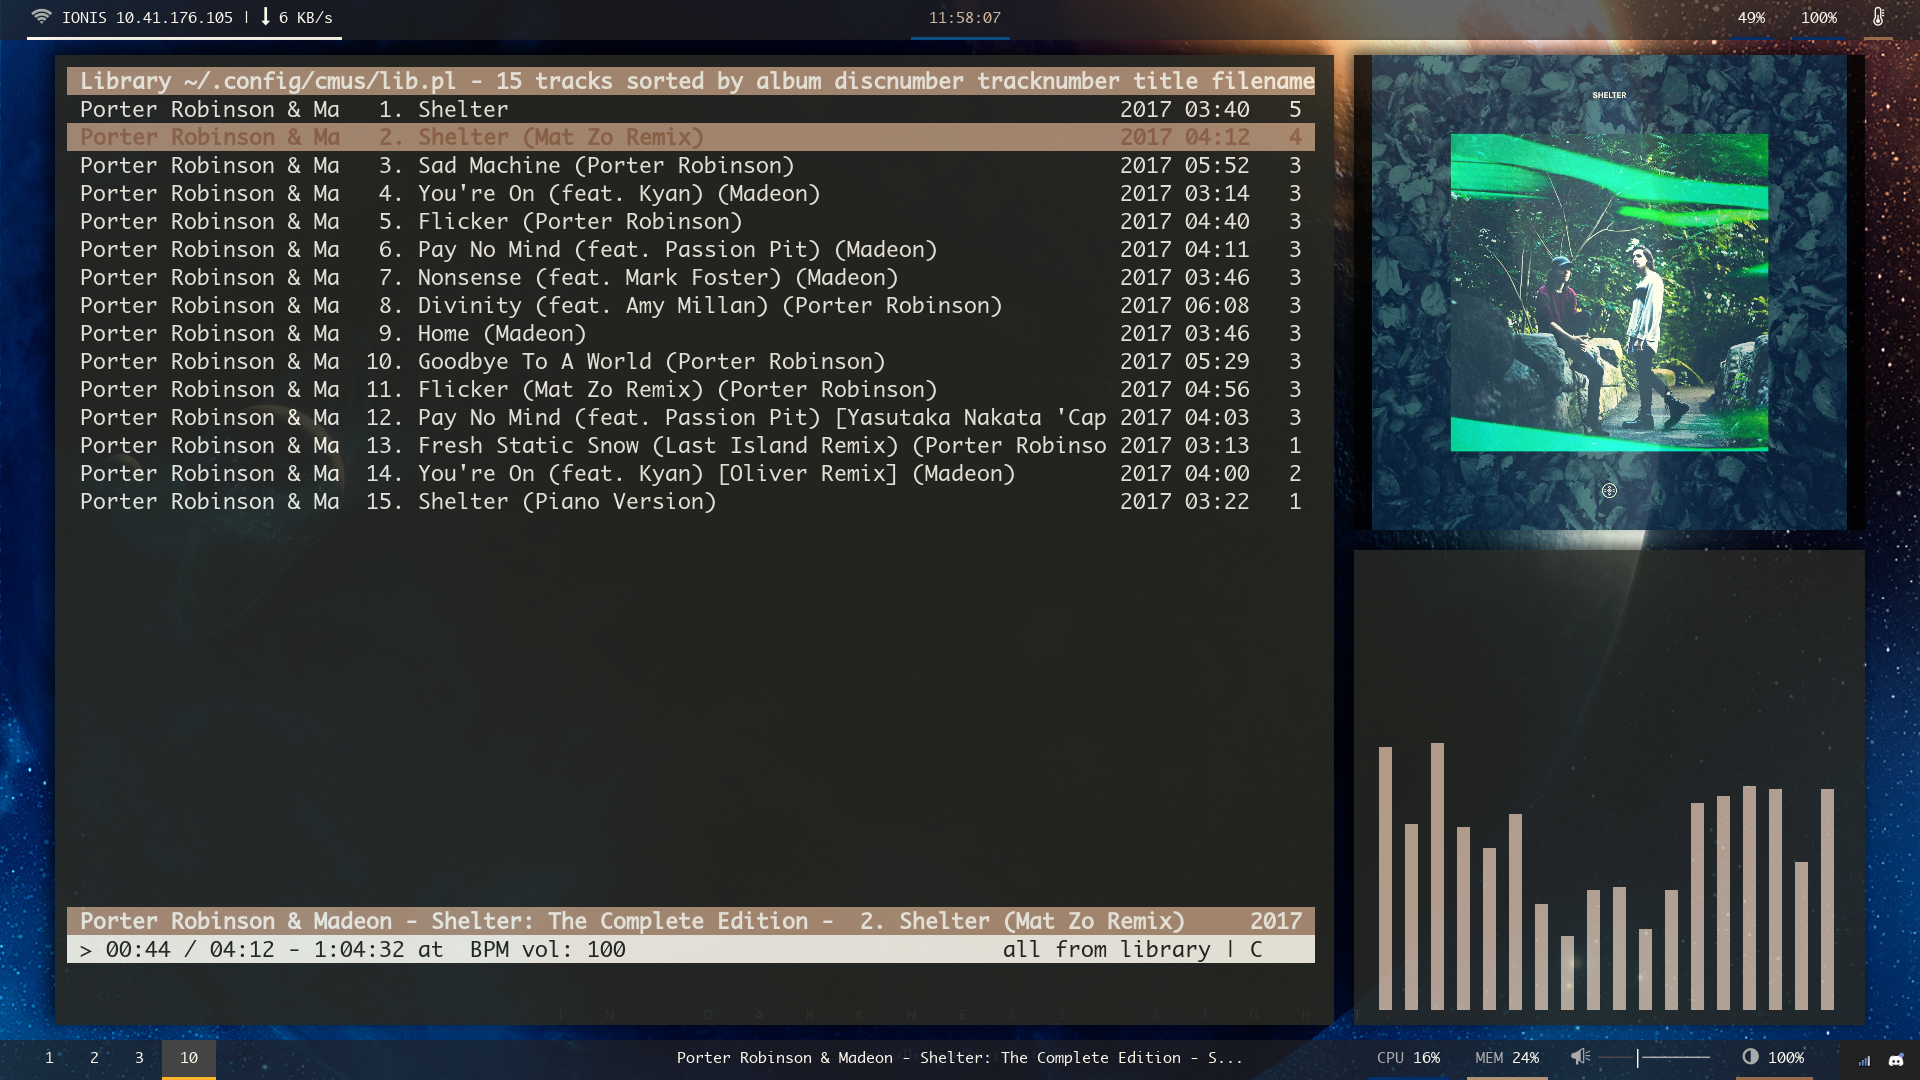 IONIS 10.41.176.105 | 6 KB/s
11:58:07
49% 100%
Library ~/.config/cmus/lib.pl - 15 tracks sorted by album discnumber tracknumber title filename
Porter Robinson & Ma 1. Shelter 2017 03:40 5
Porter Robinson & Ma 2. Shelter (Mat Zo Remix) 2017 04:12 4
Porter Robinson & Ma 3. Sad Machine (Porter Robinson) 2017 05:52 3
Porter Robinson & Ma 4. You're On (feat. Kyan) (Madeon) 2017 03:14 3
Porter Robinson & Ma 5. Flicker (Porter Robinson) 2017 04:40 3
Porter Robinson & Ma 6. Pay No Mind (feat. Passion Pit) (Madeon) 2017 04:11 3
Porter Robinson & Ma 7. Nonsense (feat. Mark Foster) (Madeon) 2017 03:46 3
Porter Robinson & Ma 8. Divinity (feat. Amy Millan) (Porter Robinson) 2017 06:08 3
Porter Robinson & Ma 9. Home (Madeon) 2017 03:46 3
Porter Robinson & Ma 10. Goodbye To A World (Porter Robinson) 2017 05:29 3
Porter Robinson & Ma 11. Flicker (Mat Zo Remix) (Porter Robinson) 2017 04:56 3
Porter Robinson & Ma 12. Pay No Mind (feat. Passion Pit) [Yasutaka Nakata 'Cap 2017 04:03 3
Porter Robinson & Ma 13. Fresh Static Snow (Last Island Remix) (Porter Robinso 2017 03:13 1
Porter Robinson & Ma 14. You're On (feat. Kyan) [Oliver Remix] (Madeon) 2017 04:00 2
Porter Robinson & Ma 15. Shelter (Piano Version) 2017 03:22 1
Porter Robinson & Madeon - Shelter: The Complete Edition - 2. Shelter (Mat Zo Remix) 2017
> 00:44 / 04:12 - 1:04:32 at BPM vol: 100 all from library | C
SHELTER
IN DARKNESS LIGHT
1 2 3 10
Porter Robinson & Madeon - Shelter: The Complete Edition - S...
CPU 16% MEM 24% 100%